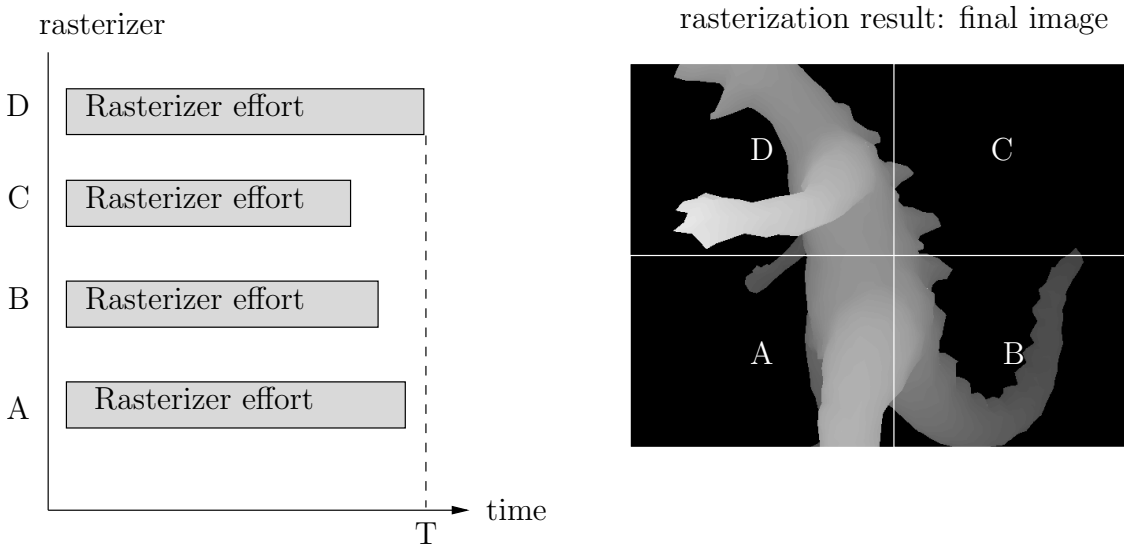 rasterizer
D
Rasterizer effort
C
Rasterizer effort
B
Rasterizer effort
A
Rasterizer effort
time
T
rasterization result: final image
D
C
A
B